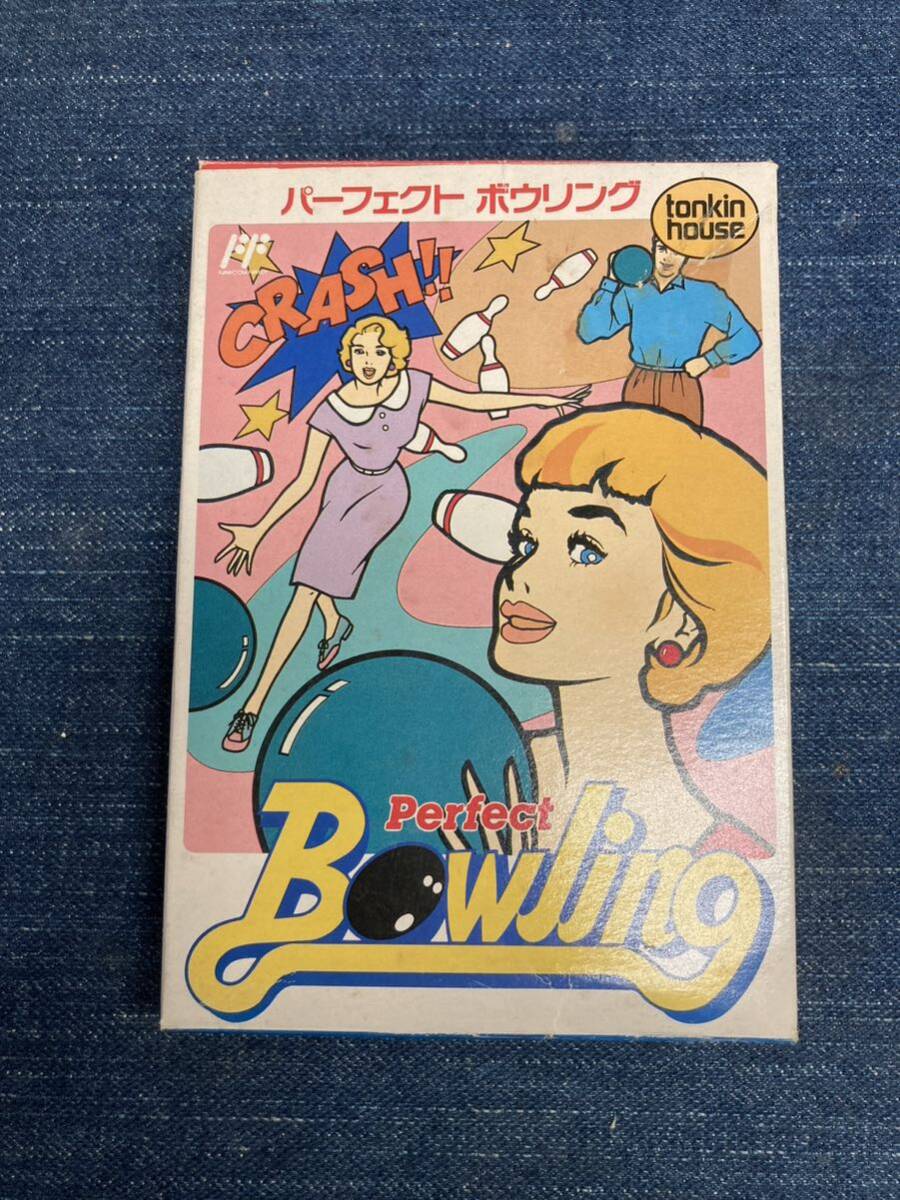 パーフェクト ボウリング
tonkin
house
CRASH!!
Perfect
Bowling